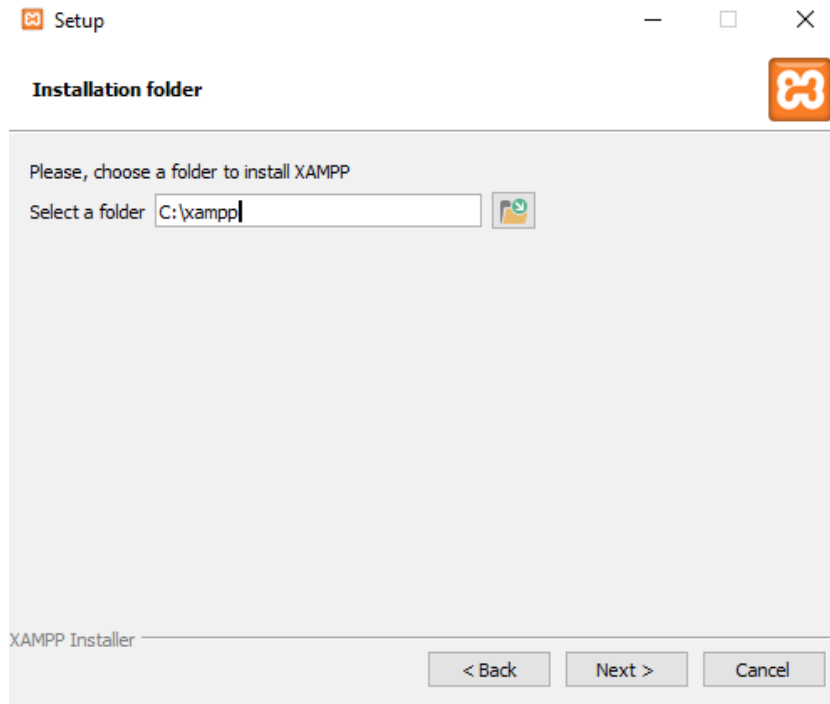 Setup
Installation folder
Please, choose a folder to install XAMPP
Select a folder C:\xampp
XAMPP Installer
< Back Next > Cancel